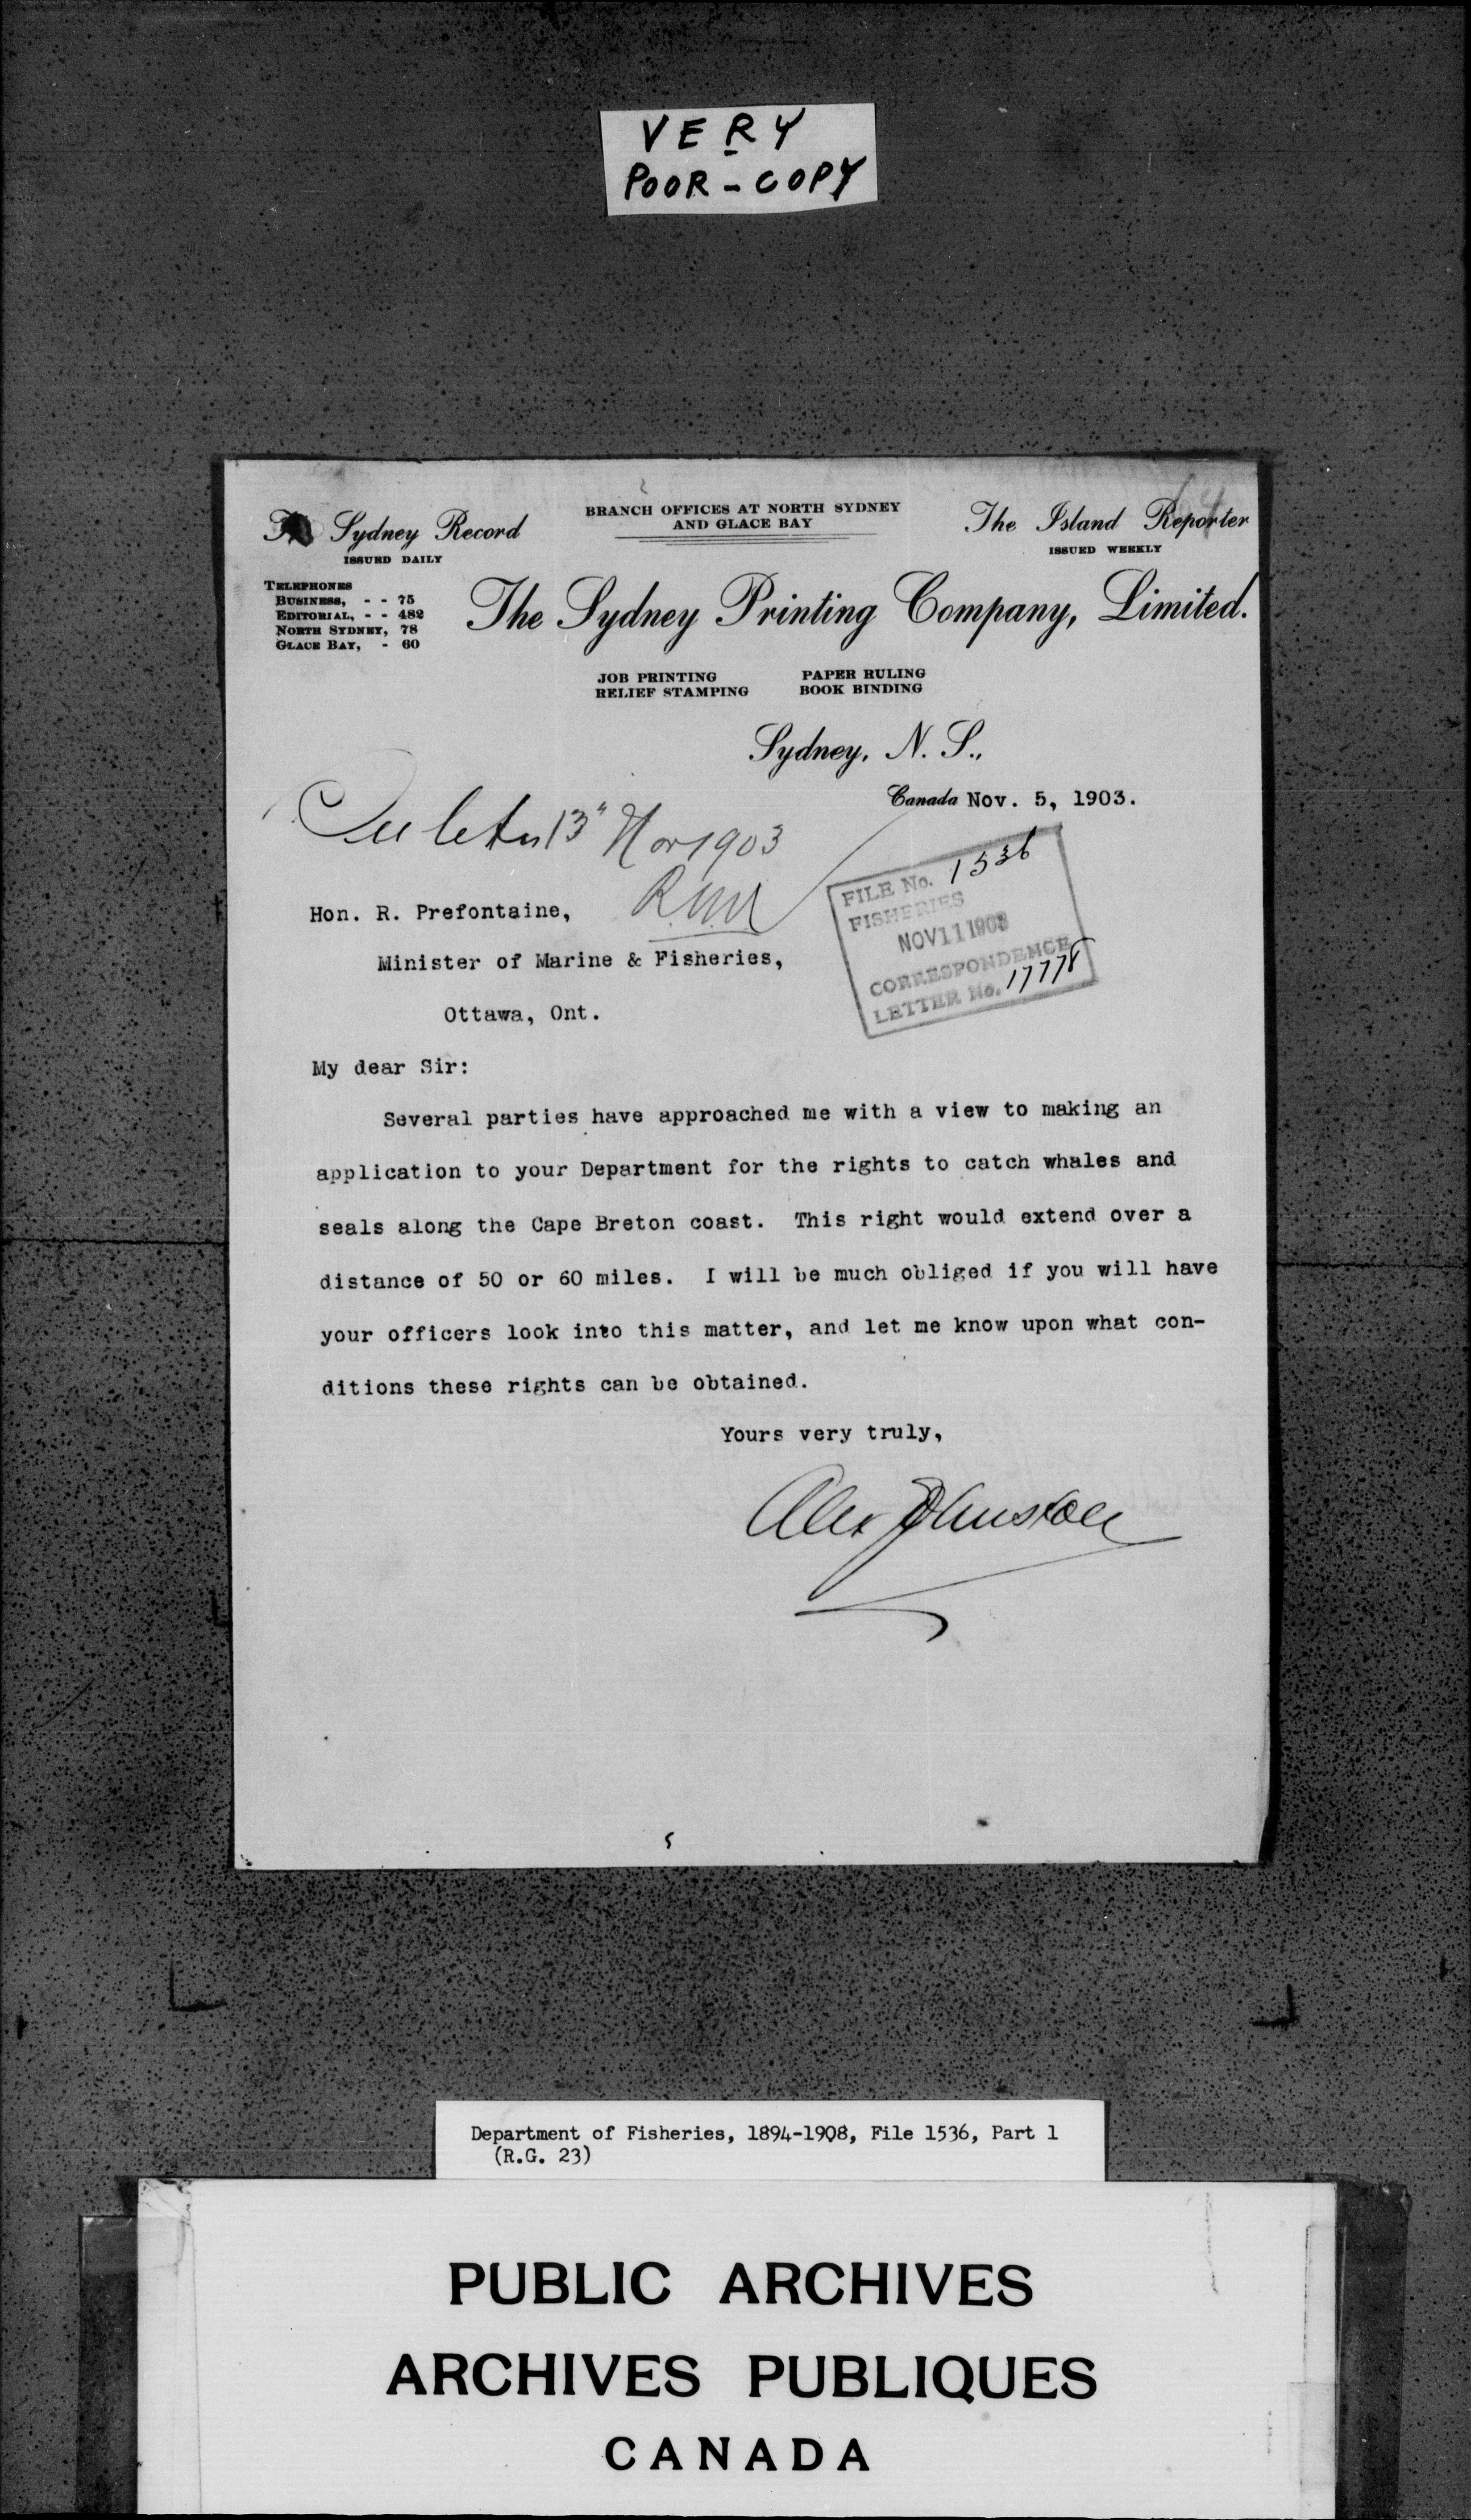 VERY
POOR-COPY
Sydney Record
ISSUED DAILY
BRANCH OFFICES AT NORTH SYDNEY
AND GLACE BAY
The Island Reporter
ISSUED WEEKLY
TELEPHONES
BUSINESS, - - 75
EDITORIAL, - - 482
NORTH SYDNEY, 78
GLACE BAY, - 60
The Sydney Printing Company, Limited.
JOB PRINTING
RELIEF STAMPING
PAPER RULING
BOOK BINDING
Sydney, N. S.,
Canada Nov. 5, 1903.
13" Nov 1903
FILE No. 1536
FISHERIES
NOV 11 1903
CORRESPONDENCE
LETTER No. 17778
Hon. R. Prefontaine,
Minister of Marine & Fisheries,
Ottawa, Ont.
My dear Sir:
Several parties have approached me with a view to making an
application to your Department for the rights to catch whales and
seals along the Cape Breton coast. This right would extend over a
distance of 50 or 60 miles. I will be much obliged if you will have
your officers look into this matter, and let me know upon what con-
ditions these rights can be obtained.
Yours very truly,
Alex Johnston
Department of Fisheries, 1894-1908, File 1536, Part 1
(R.G. 23)
PUBLIC ARCHIVES
ARCHIVES PUBLIQUES
CANADA